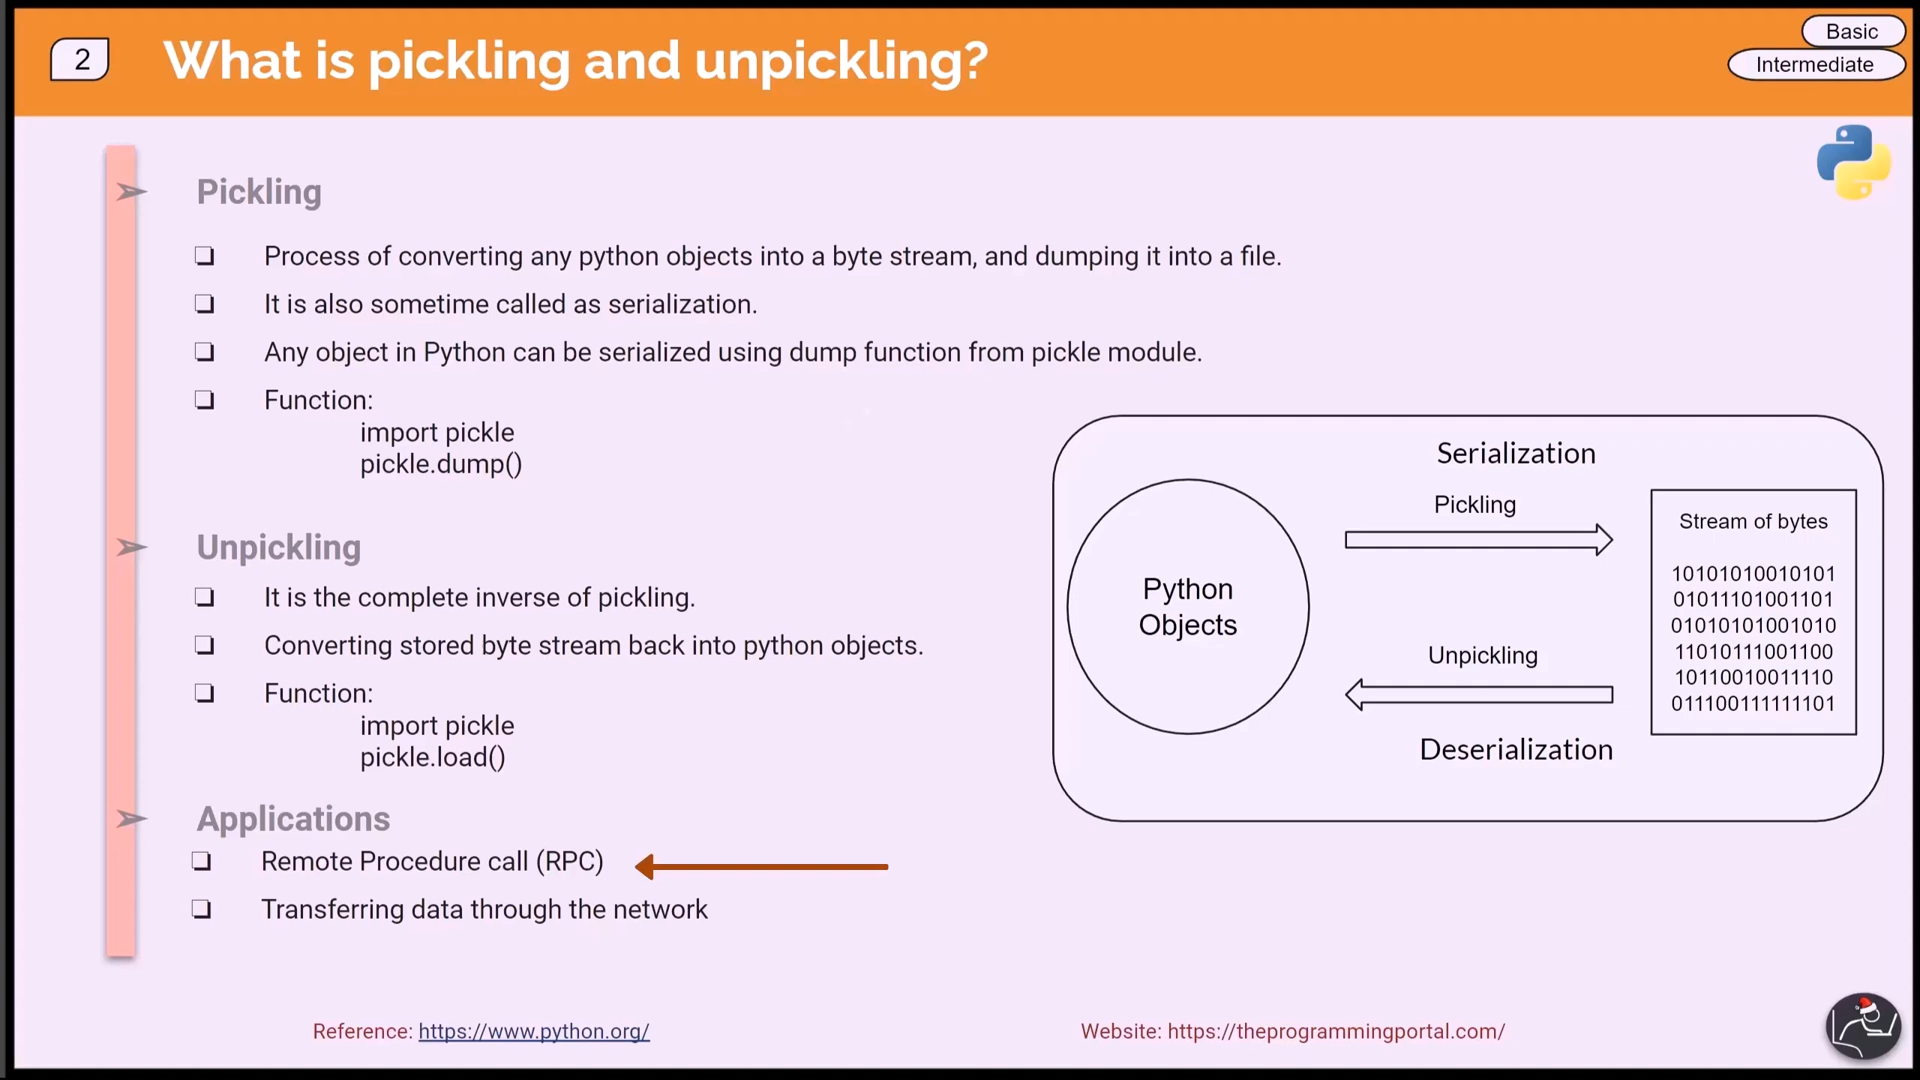 2
What is pickling and unpickling?
Basic
Intermediate
Pickling
Process of converting any python objects into a byte stream, and dumping it into a file.
It is also sometime called as serialization.
Any object in Python can be serialized using dump function from pickle module.
Function:
import pickle
pickle.dump()
Unpickling
It is the complete inverse of pickling.
Converting stored byte stream back into python objects.
Function:
import pickle
pickle.load()
Applications
Remote Procedure call (RPC)
Transferring data through the network
Serialization
Pickling
Python
Objects
Unpickling
Deserialization
Stream of bytes
10101010010101
01011101001101
01010101001010
11010111001100
10110010011110
011100111111101
Reference: https://www.python.org/
Website: https://theprogrammingportal.com/